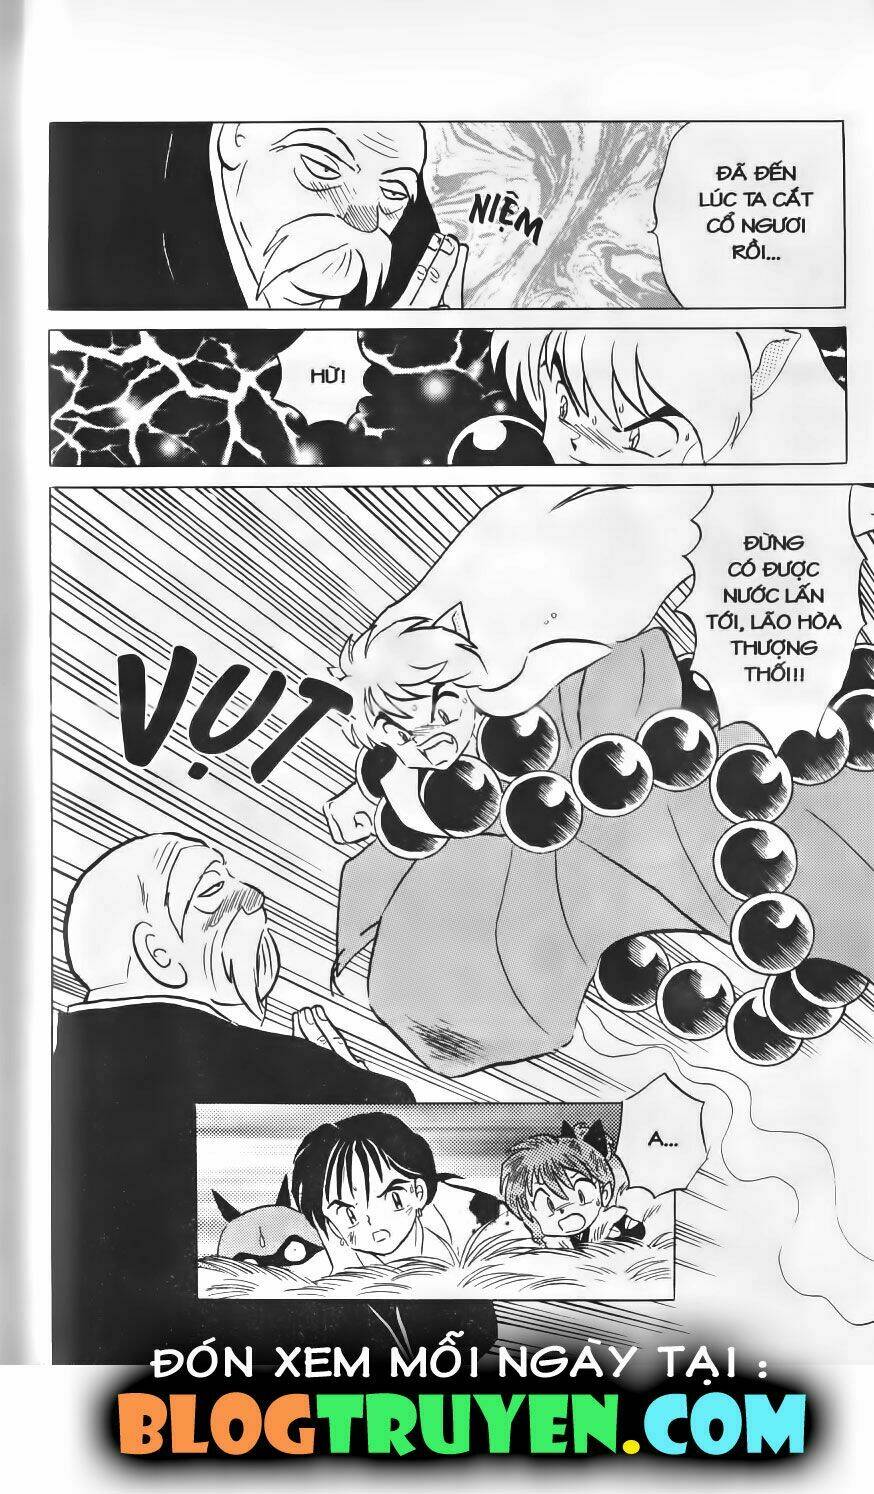 NIỆM
ĐÃ ĐẾN
LÚC TA CẮT
CỔ NGƯƠI
RỒI...
HỪ!
ĐỪNG
CÓ ĐƯỢC
NƯỚC LẤN
TỚI, LÃO HÒA
THƯỢNG
THỐI!!
VỤT
A...
ĐÓN XEM MỖI NGÀY TẠI :
BLOGTRUYEN.COM